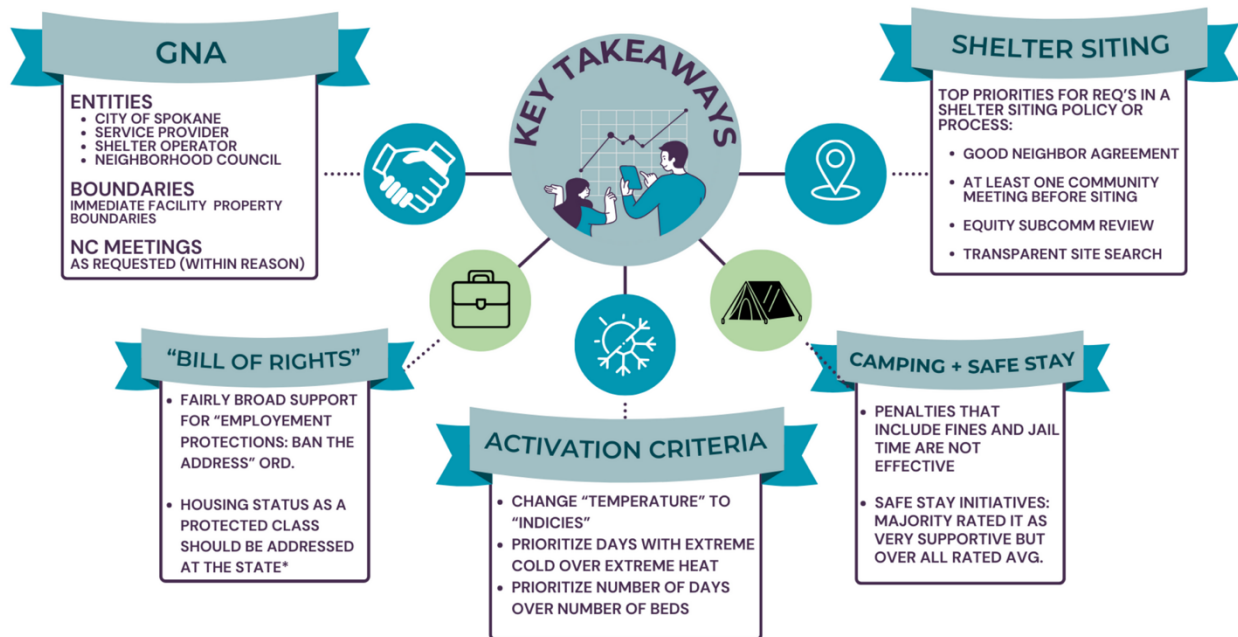 KEY TAKEAWAYS
GNA
ENTITIES
• CITY OF SPOKANE
• SERVICE PROVIDER
• SHELTER OPERATOR
• NEIGHBORHOOD COUNCIL
BOUNDARIES
IMMEDIATE FACILITY PROPERTY
BOUNDARIES
NC MEETINGS
AS REQUESTED (WITHIN REASON)
SHELTER SITING
TOP PRIORITIES FOR REQ'S IN A
SHELTER SITING POLICY OR
PROCESS:
• GOOD NEIGHBOR AGREEMENT
• AT LEAST ONE COMMUNITY
MEETING BEFORE SITING
• EQUITY SUBCOMM REVIEW
• TRANSPARENT SITE SEARCH
"BILL OF RIGHTS"
• FAIRLY BROAD SUPPORT
FOR "EMPLOYEMENT
PROTECTIONS: BAN THE
ADDRESS" ORD.
• HOUSING STATUS AS A
PROTECTED CLASS
SHOULD BE ADDRESSED
AT THE STATE*
ACTIVATION CRITERIA
• CHANGE "TEMPERATURE" TO
"INDICIES"
• PRIORITIZE DAYS WITH EXTREME
COLD OVER EXTREME HEAT
• PRIORITIZE NUMBER OF DAYS
OVER NUMBER OF BEDS
CAMPING + SAFE STAY
• PENALTIES THAT
INCLUDE FINES AND JAIL
TIME ARE NOT
EFFECTIVE
• SAFE STAY INITIATIVES:
MAJORITY RATED IT AS
VERY SUPPORTIVE BUT
OVER ALL RATED AVG.